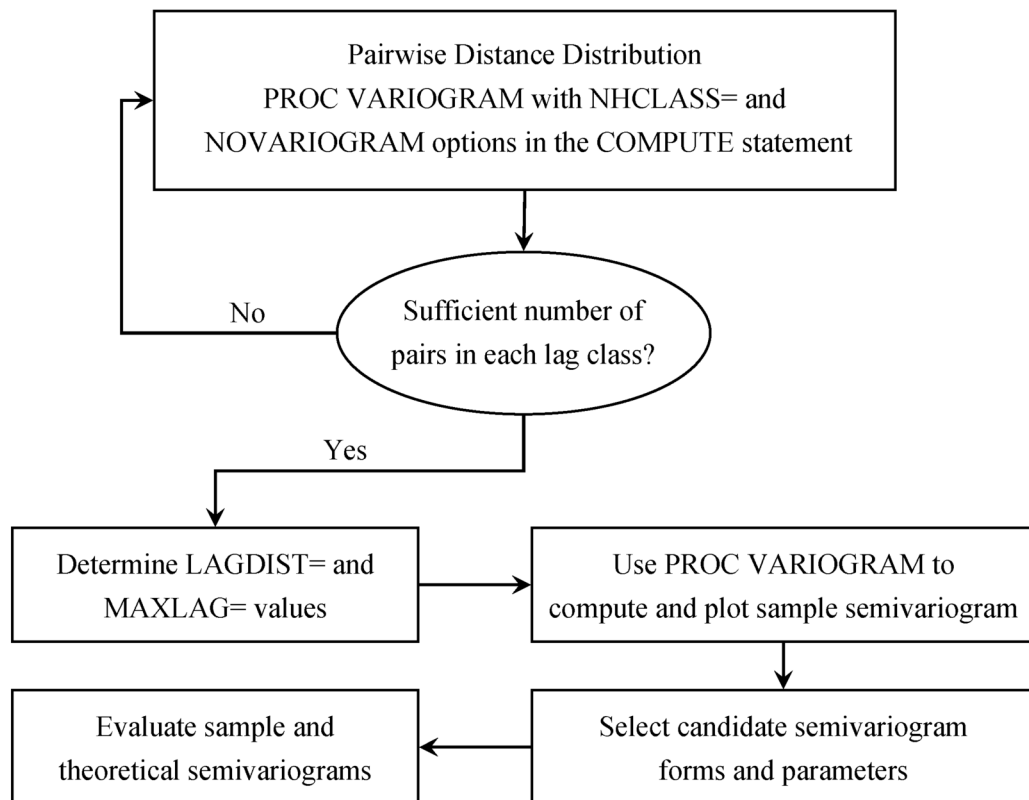 Pairwise Distance Distribution
PROC VARIOGRAM with NHCLASS= and
NOVARIOGRAM options in the COMPUTE statement
Sufficient number of
pairs in each lag class?
No
Yes
Determine LAGDIST= and
MAXLAG= values
Use PROC VARIOGRAM to
compute and plot sample semivariogram
Select candidate semivariogram
forms and parameters
Evaluate sample and
theoretical semivariograms